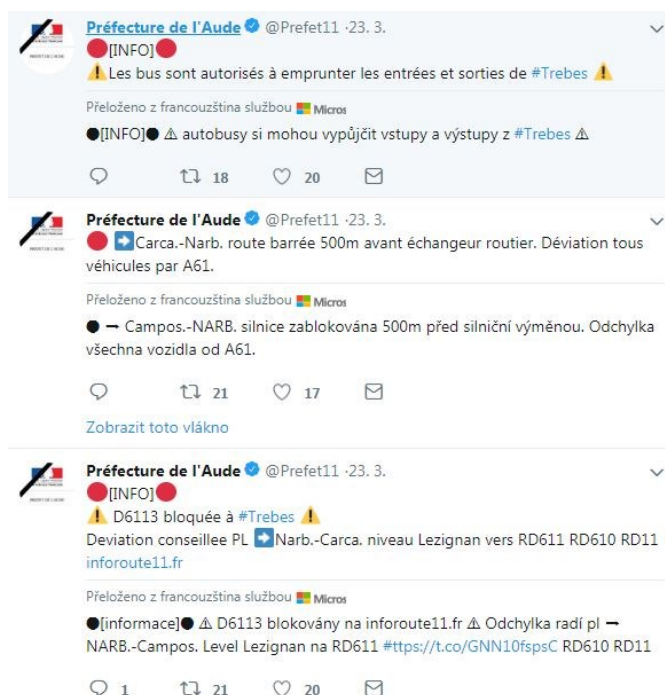 Préfecture de l'Aude @Prefet11 ·23. 3.
🔴[INFO]🔴
⚠️Les bus sont autorisés à emprunter les entrées et sorties de #Trebes ⚠️
Přeloženo z francouzština službou Micros
●[INFO]● ⚠ autobusy si mohou vypůjčit vstupy a výstupy z #Trebes ⚠
18 20
Préfecture de l'Aude @Prefet11 ·23. 3.
🔴 ➡️Carca.-Narb. route barrée 500m avant échangeur routier. Déviation tous
véhicules par A61.
Přeloženo z francouzština službou Micros
● → Campos.-NARB. silnice zablokována 500m před silniční výměnou. Odchylka
všechna vozidla od A61.
21 17
Zobrazit toto vlákno
Préfecture de l'Aude @Prefet11 ·23. 3.
🔴[INFO]🔴
⚠️ D6113 bloquée à #Trebes ⚠️
Deviation conseillee PL ➡️Narb.-Carca. niveau Lezignan vers RD611 RD610 RD11
inforoute11.fr
Přeloženo z francouzština službou Micros
●[informace]● ⚠ D6113 blokovány na inforoute11.fr ⚠ Odchylka radí pl →
NARB.-Campos. Level Lezignan na RD611 #ttps://t.co/GNN10fspsC RD610 RD11
1 21 20